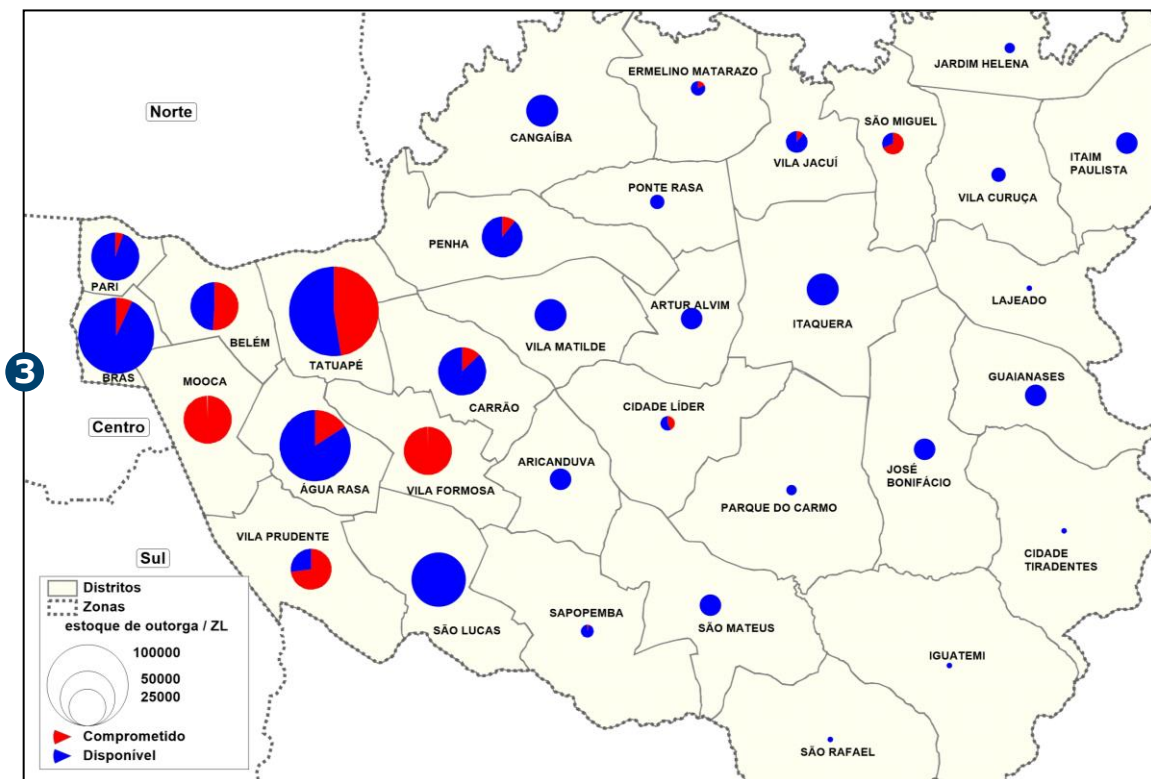 JARDIM HELENA
ERMELINO MATARAZO
Norte
SÃO MIGUEL
CANGAÍBA
VILA JACUÍ
ITAIM
PAULISTA
PONTE RASA
VILA CURUÇA
PENHA
PARI
ARTUR ALVIM
LAJEADO
ITAQUERA
BELÉM
VILA MATILDE
TATUAPÉ
BRÁS
3
MOOCA
GUAIANASES
CARRÃO
CIDADE LÍDER
Centro
ARICANDUVA
JOSÉ
BONIFÁCIO
ÁGUA RASA
VILA FORMOSA
PARQUE DO CARMO
VILA PRUDENTE
CIDADE
TIRADENTES
Sul
SAPOPEMBA
SÃO LUCAS
SÃO MATEUS
IGUATEMI
SÃO RAFAEL
Distritos
Zonas
estoque de outorga / ZL
100000
50000
25000
Comprometido
Disponível